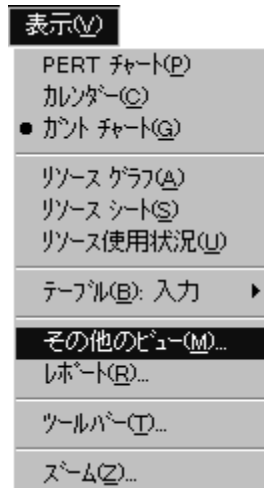 表示(V)
PERT ﾁｬｰﾄ(P)
ｶﾚﾝﾀﾞｰ(C)
● ｶﾞﾝﾄ ﾁｬｰﾄ(G)
ﾘｿｰｽ ｸﾞﾗﾌ(A)
ﾘｿｰｽ ｼｰﾄ(S)
ﾘｿｰｽ使用状況(U)
ﾃｰﾌﾞﾙ(B): 入力
その他のﾋﾞｭｰ(M)...
ﾚﾎﾟｰﾄ(R)...
ﾂｰﾙﾊﾞｰ(T)...
ｽﾞｰﾑ(Z)...